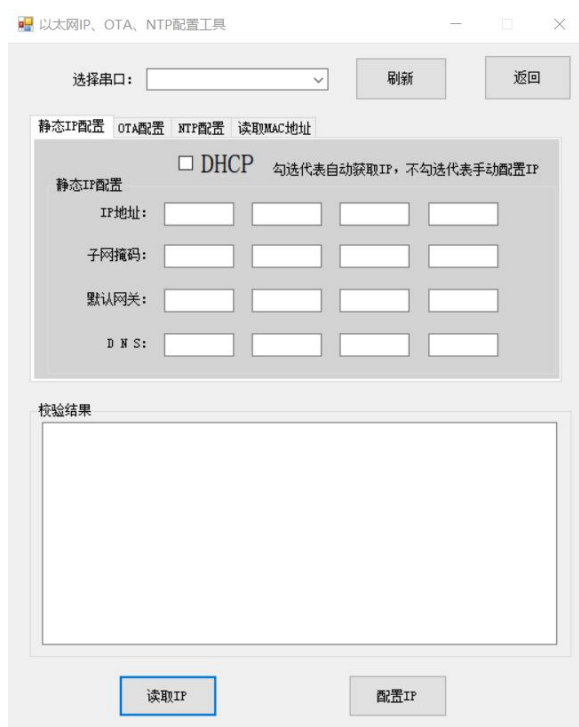 以太网IP、OTA、NTP配置工具
选择串口：
刷新
返回
静态IP配置 OTA配置 NTP配置 读取MAC地址
DHCP 勾选代表自动获取IP，不勾选代表手动配置IP
静态IP配置
IP地址：
子网掩码：
默认网关：
D N S：
校验结果
读取IP
配置IP